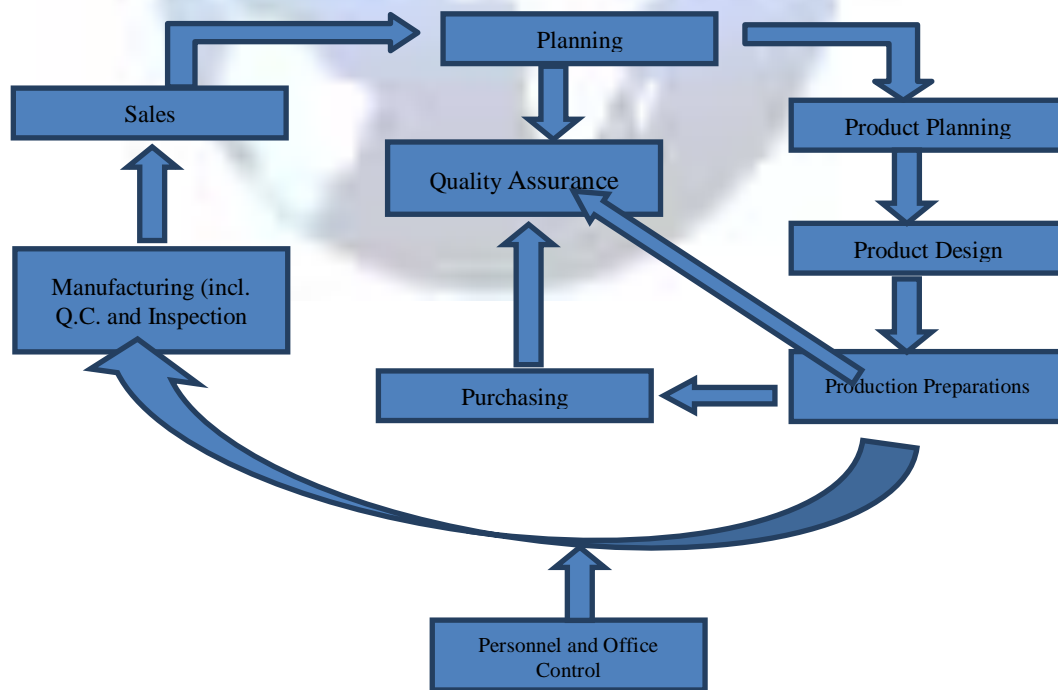 Planning
Sales
Product Planning
Quality Assurance
Product Design
Manufacturing (incl.
Q.C. and Inspection
Purchasing
Production Preparations
Personnel and Office
Control